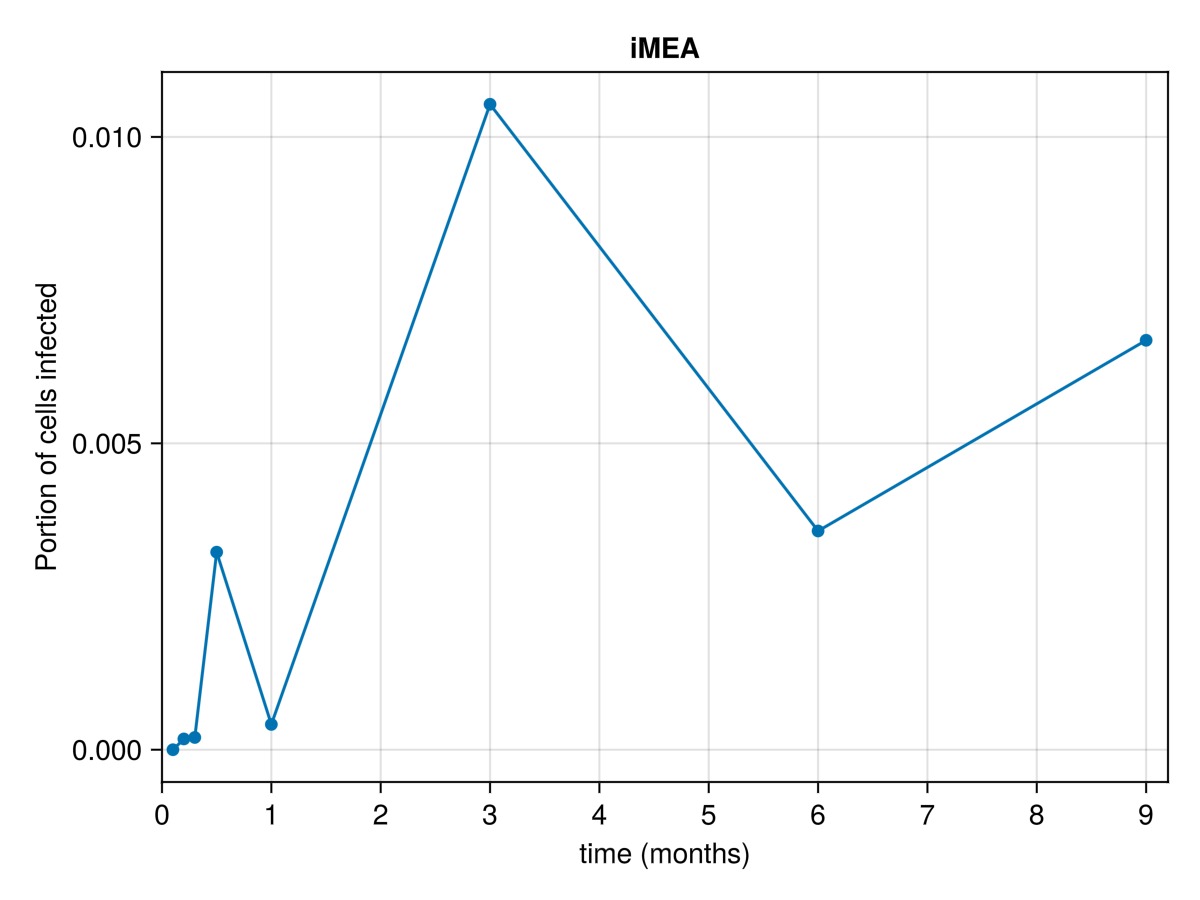 iMEA
0.010
0.005
0.000
Portion of cells infected
0 1 2 3 4 5 6 7 8 9
time (months)